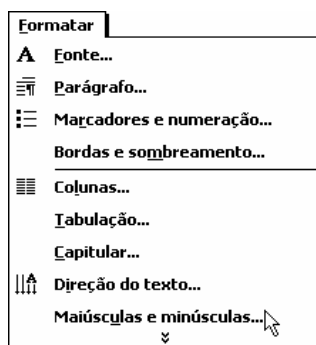 Formatar
Fonte...
Parágrafo...
Marcadores e numeração...
Bordas e sombreamento...
Colunas...
Tabulação...
Capitular...
Direção do texto...
Maiúsculas e minúsculas...